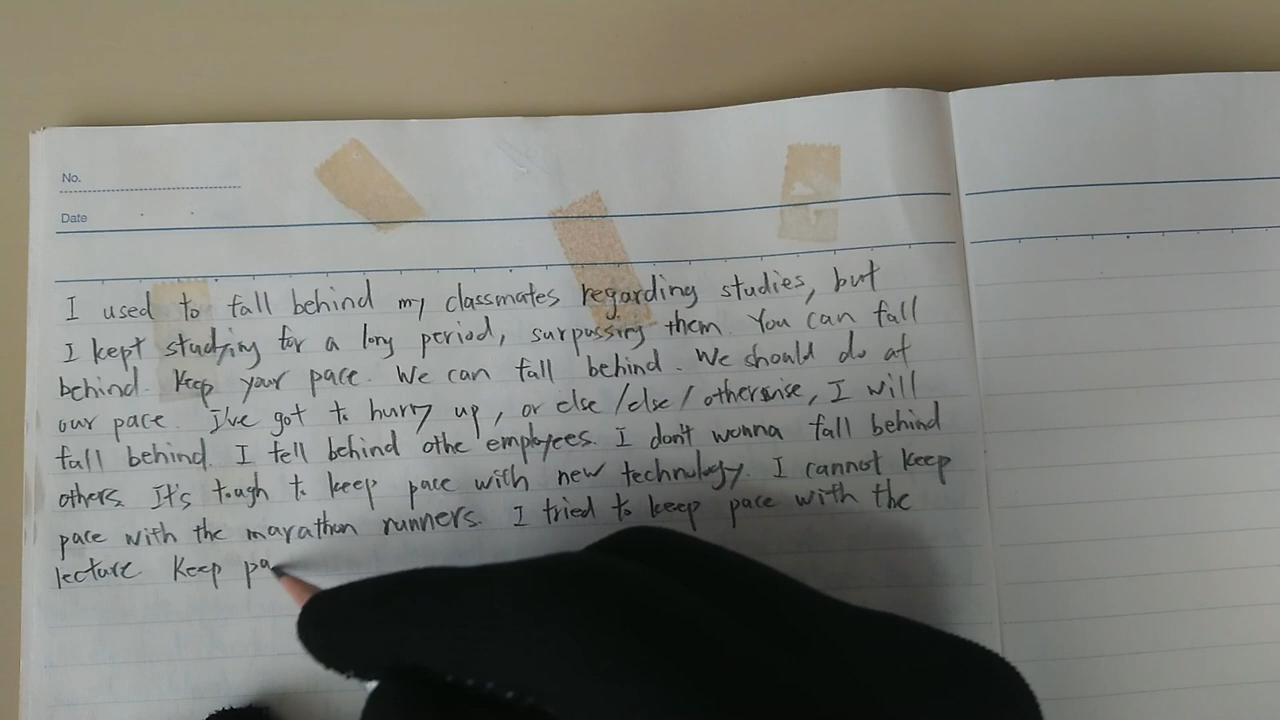 No.
Date
I used to fall behind my classmates regarding studies, but
I kept studying for a long period, surpassing them. You can fall
behind. Keep your pace. We can fall behind. We should do at
our pace. I've got to hurry up, or else / else / otherwise, I will
fall behind. I fell behind othe employees. I don't wanna fall behind
others. It's tough to keep pace with new technology. I cannot keep
pace with the marathon runners. I tried to keep pace with the
lecture Keep pa